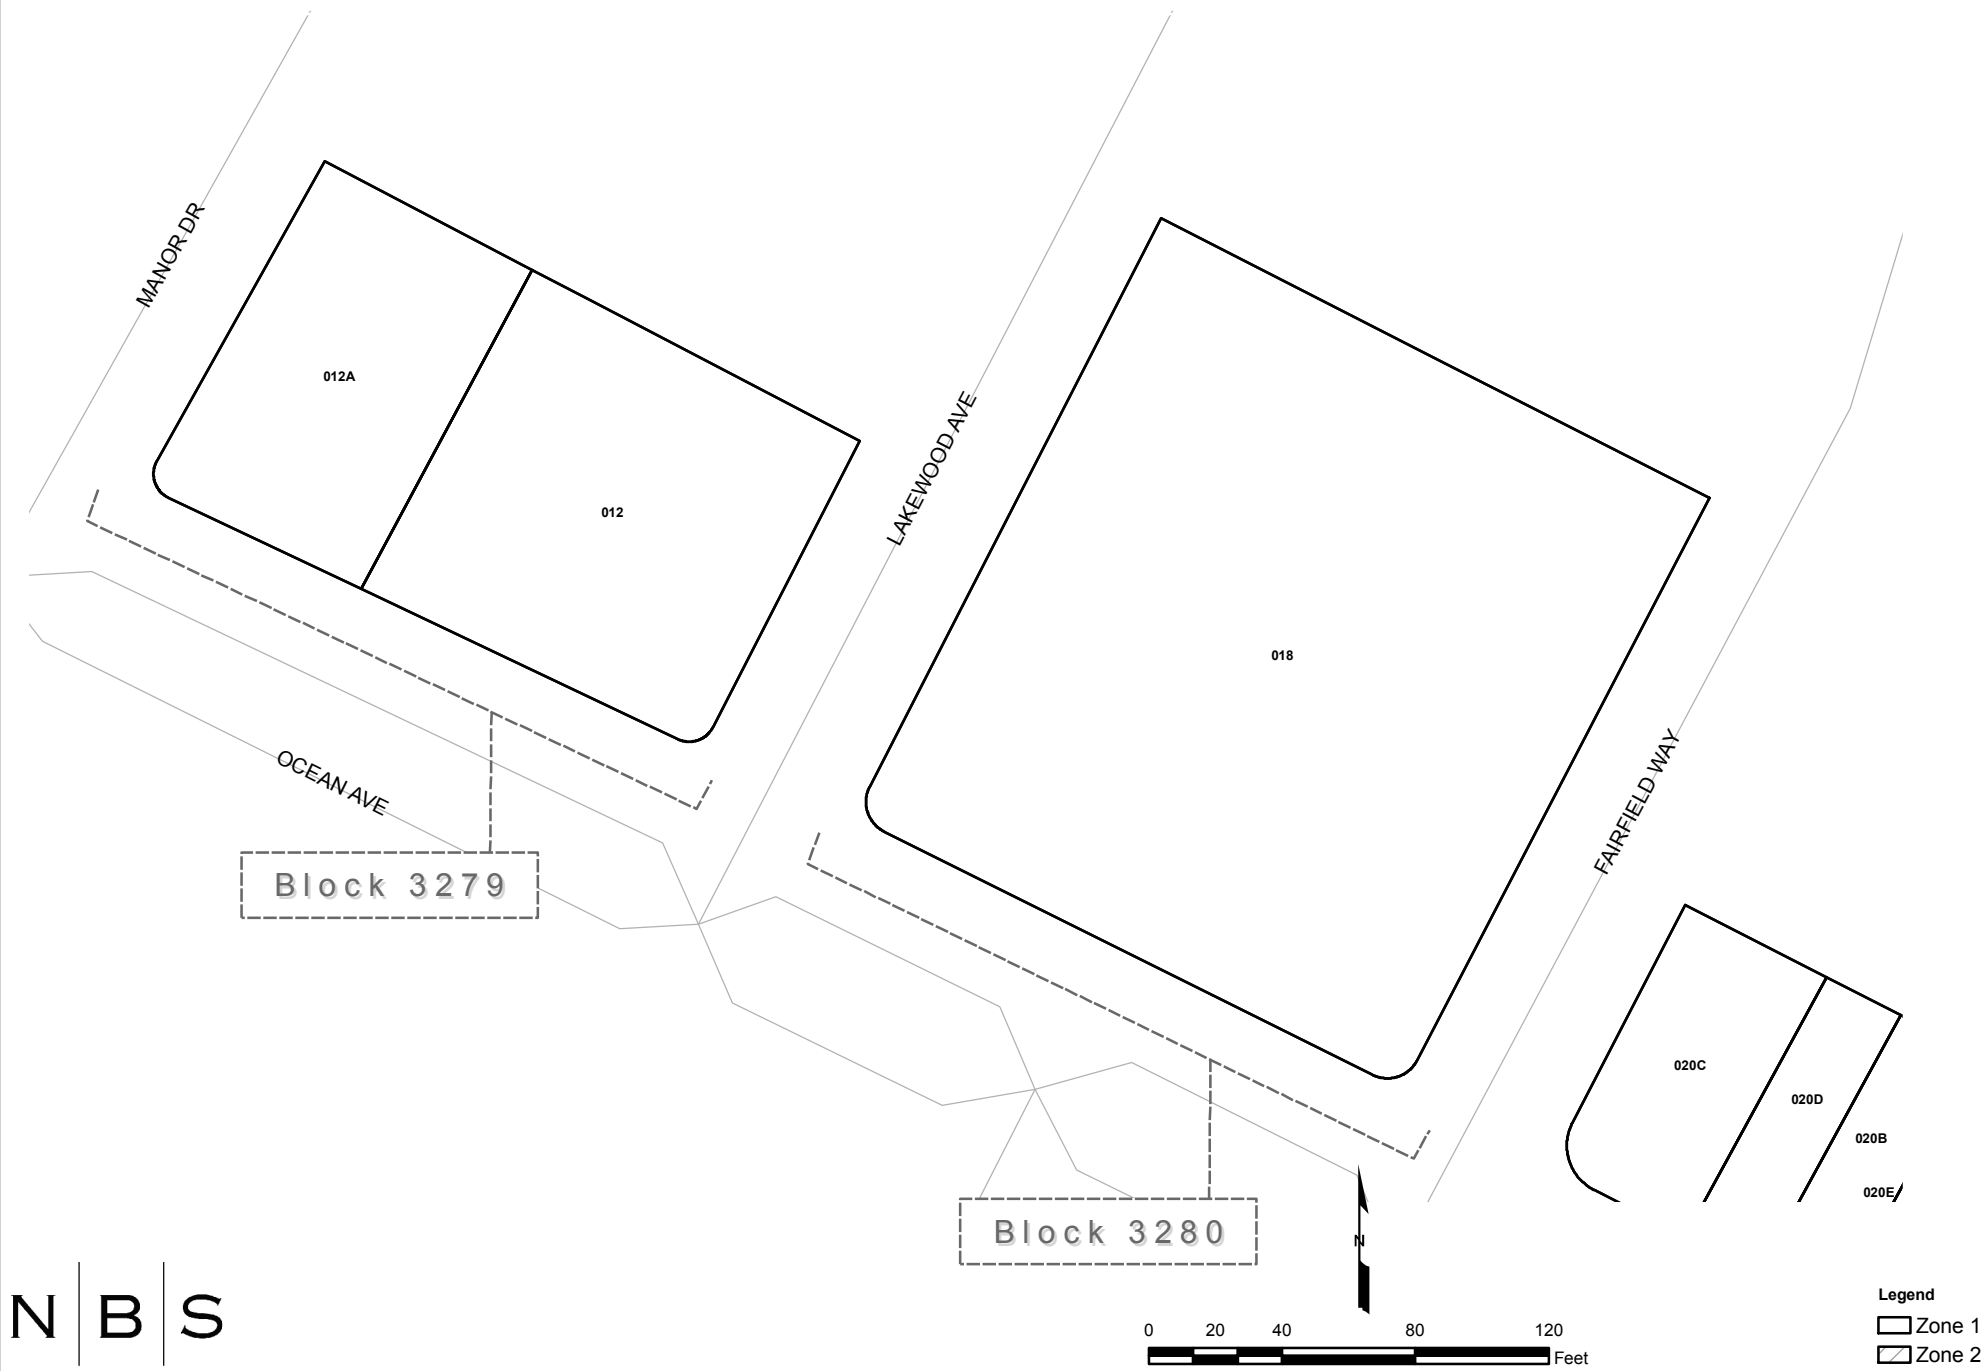 MANOR DR
012A
LAKEWOOD AVE
012
018
FAIRFIELD WAY
OCEAN AVE
Block 3279
020C
020D
020B
020E
Block 3280
N
N B S
0 20 40 80 120
Feet
Legend
Zone 1
Zone 2